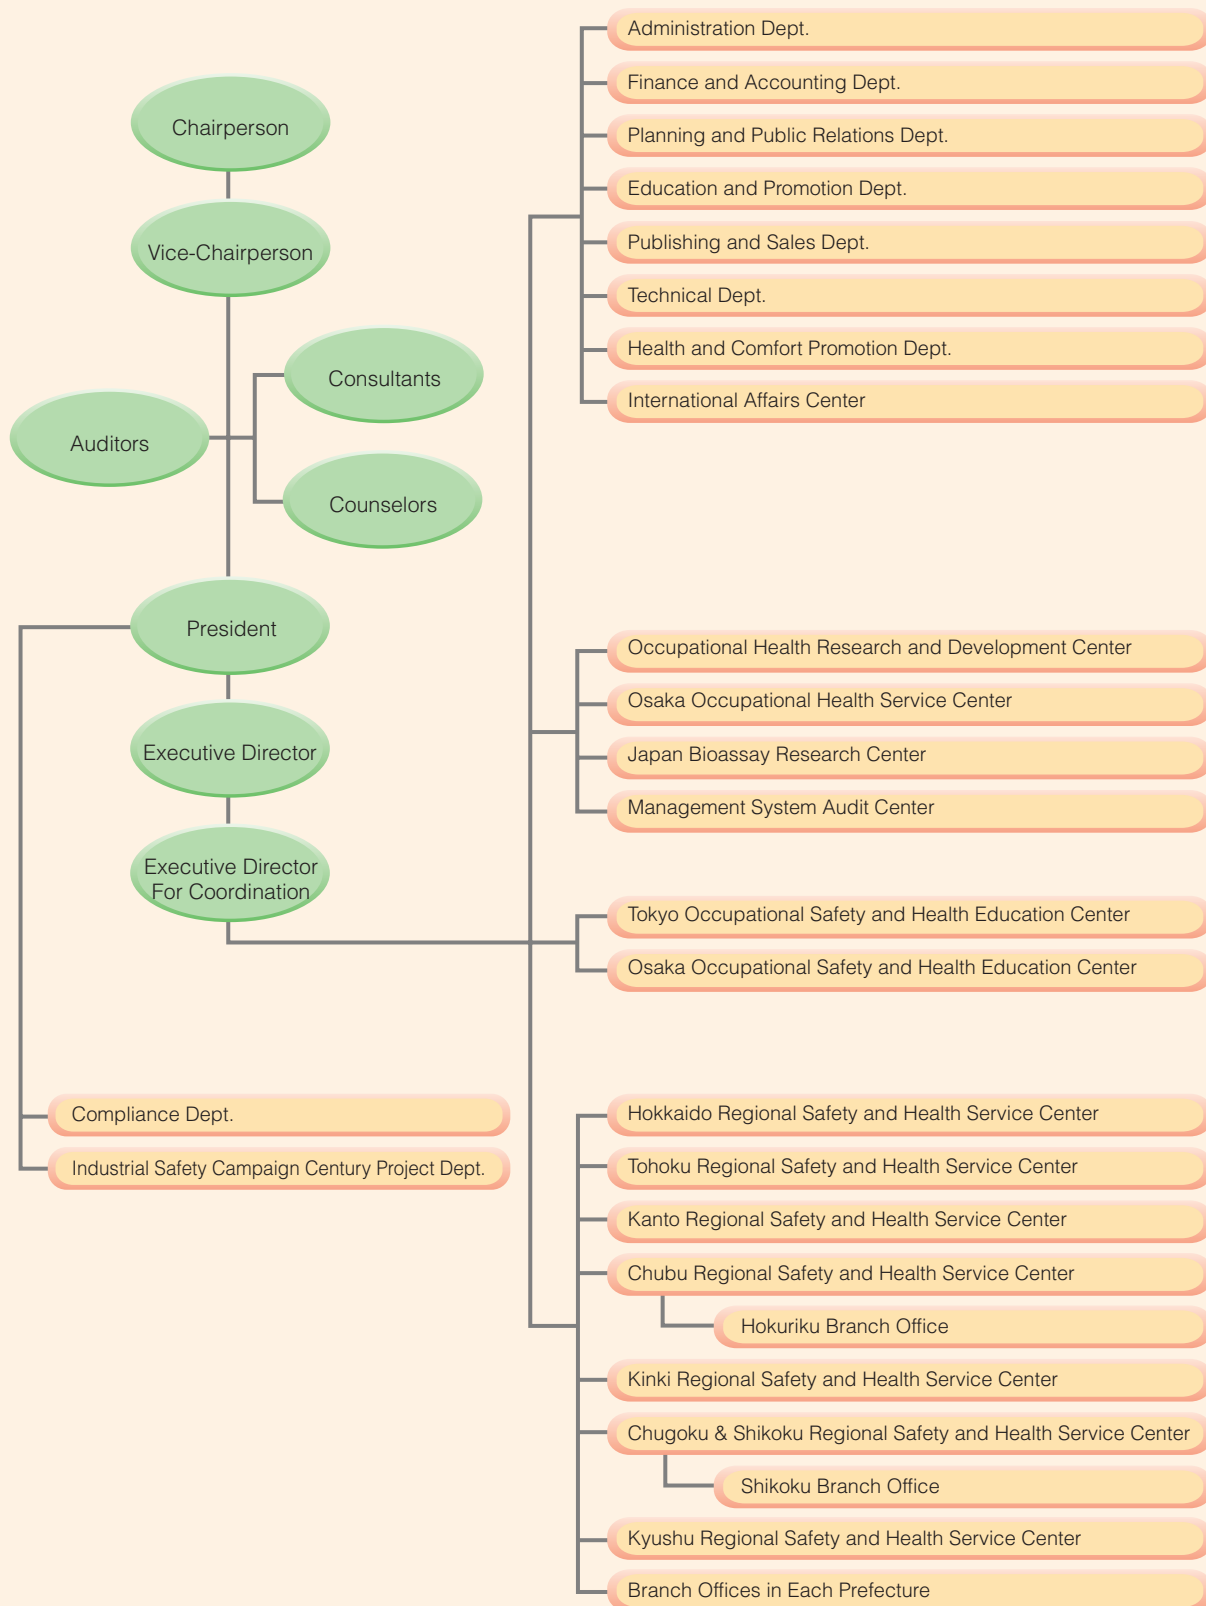 Chairperson
Vice-Chairperson
Consultants
Auditors
Counselors
President
Executive Director
Executive Director
For Coordination
Compliance Dept.
Industrial Safety Campaign Century Project Dept.
Administration Dept.
Finance and Accounting Dept.
Planning and Public Relations Dept.
Education and Promotion Dept.
Publishing and Sales Dept.
Technical Dept.
Health and Comfort Promotion Dept.
International Affairs Center
Occupational Health Research and Development Center
Osaka Occupational Health Service Center
Japan Bioassay Research Center
Management System Audit Center
Tokyo Occupational Safety and Health Education Center
Osaka Occupational Safety and Health Education Center
Hokkaido Regional Safety and Health Service Center
Tohoku Regional Safety and Health Service Center
Kanto Regional Safety and Health Service Center
Chubu Regional Safety and Health Service Center
Hokuriku Branch Office
Kinki Regional Safety and Health Service Center
Chugoku & Shikoku Regional Safety and Health Service Center
Shikoku Branch Office
Kyushu Regional Safety and Health Service Center
Branch Offices in Each Prefecture